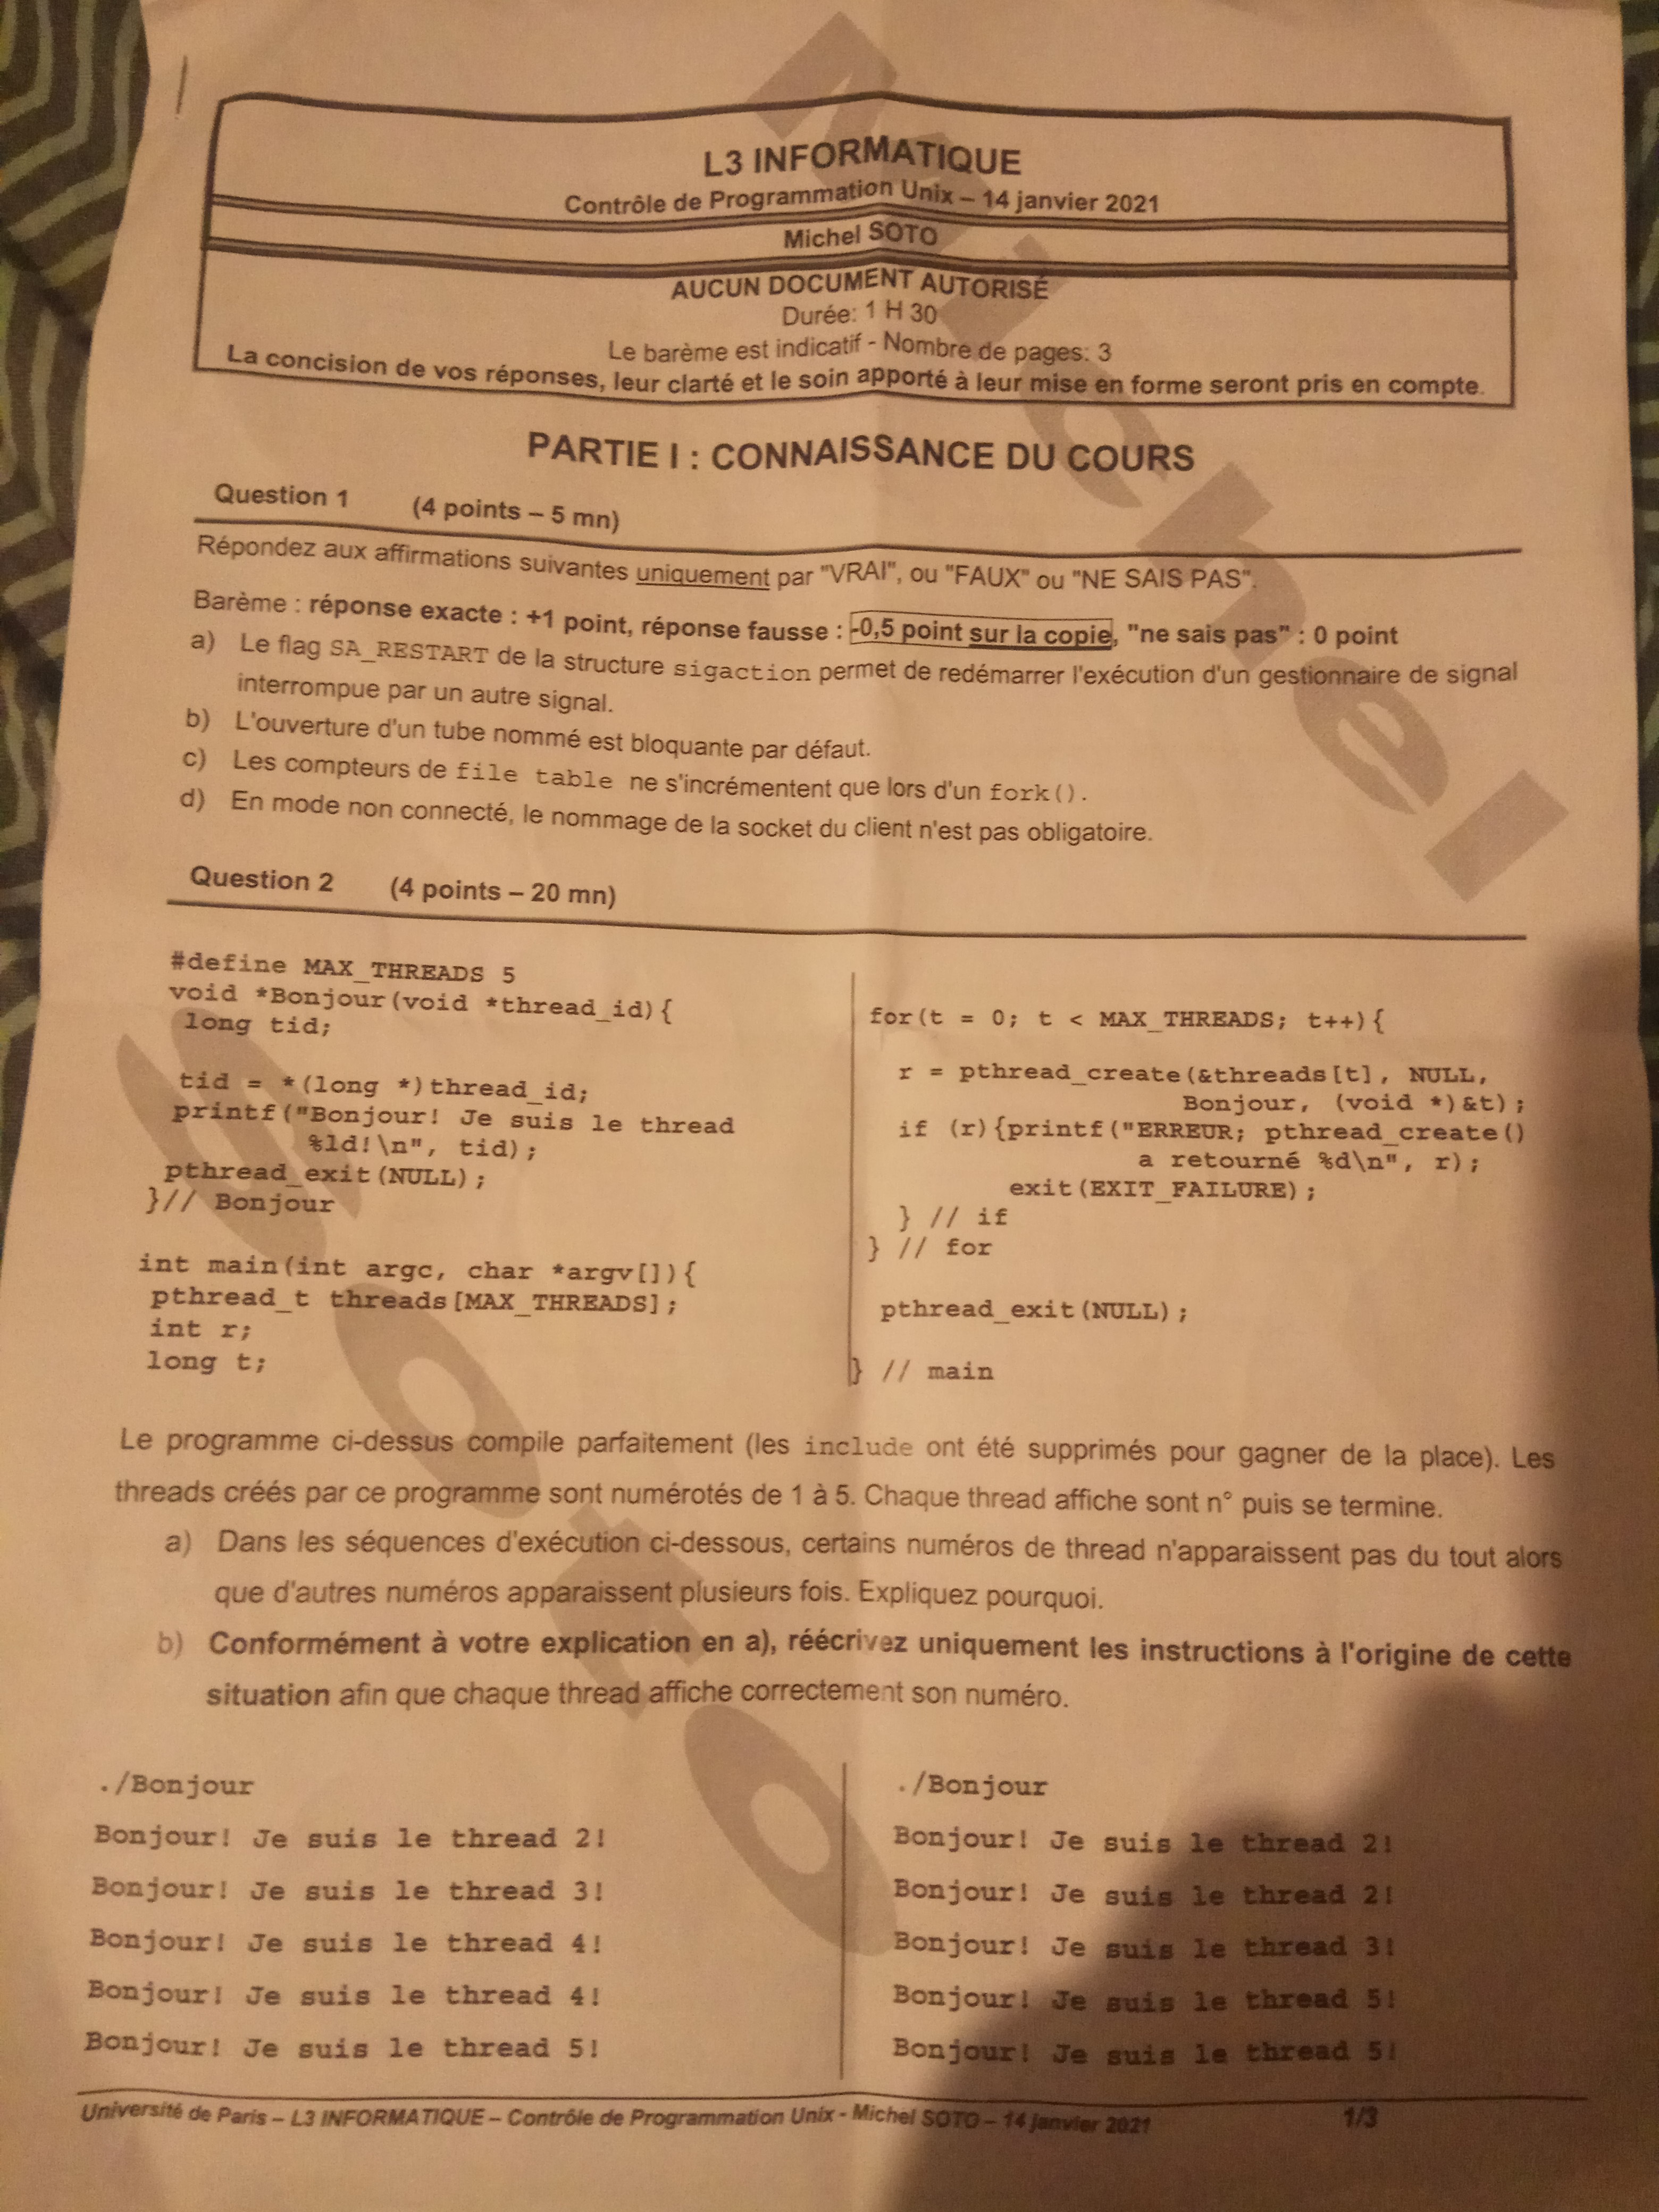 L3 INFORMATIQUE
Contrôle de Programmation Unix – 14 janvier 2021
Michel SOTO
AUCUN DOCUMENT AUTORISÉ
Durée: 1 H 30
Le barème est indicatif - Nombre de pages: 3
La concision de vos réponses, leur clarté et le soin apporté à leur mise en forme seront pris en compte.
PARTIE I : CONNAISSANCE DU COURS
Question 1 (4 points – 5 mn)
Répondez aux affirmations suivantes uniquement par "VRAI", ou "FAUX" ou "NE SAIS PAS".
Barème : réponse exacte : +1 point, réponse fausse : -0,5 point sur la copie, "ne sais pas" : 0 point
a) Le flag SA_RESTART de la structure sigaction permet de redémarrer l'exécution d'un gestionnaire de signal
interrompue par un autre signal.
b) L'ouverture d'un tube nommé est bloquante par défaut.
c) Les compteurs de file table ne s'incrémentent que lors d'un fork().
d) En mode non connecté, le nommage de la socket du client n'est pas obligatoire.
Question 2 (4 points – 20 mn)
#define MAX_THREADS 5
void *Bonjour(void *thread_id){
long tid;
tid = *(long *)thread_id;
printf("Bonjour! Je suis le thread
%ld!\n", tid);
pthread_exit(NULL);
}// Bonjour
int main(int argc, char *argv[]){
pthread_t threads[MAX_THREADS];
int r;
long t;
for(t = 0; t < MAX_THREADS; t++){
r = pthread_create(&threads[t], NULL,
Bonjour, (void *)&t);
if (r){printf("ERREUR; pthread_create()
a retourné %d\n", r);
exit(EXIT_FAILURE);
} // if
} // for
pthread_exit(NULL);
} // main
Le programme ci-dessus compile parfaitement (les include ont été supprimés pour gagner de la place). Les
threads créés par ce programme sont numérotés de 1 à 5. Chaque thread affiche sont n° puis se termine.
a) Dans les séquences d'exécution ci-dessous, certains numéros de thread n'apparaissent pas du tout alors
que d'autres numéros apparaissent plusieurs fois. Expliquez pourquoi.
b) Conformément à votre explication en a), réécrivez uniquement les instructions à l'origine de cette
situation afin que chaque thread affiche correctement son numéro.
./Bonjour
Bonjour! Je suis le thread 2!
Bonjour! Je suis le thread 3!
Bonjour! Je suis le thread 4!
Bonjour! Je suis le thread 4!
Bonjour! Je suis le thread 5!
./Bonjour
Bonjour! Je suis le thread 2!
Bonjour! Je suis le thread 2!
Bonjour! Je suis le thread 3!
Bonjour! Je suis le thread 5!
Bonjour! Je suis le thread 5!
Université de Paris – L3 INFORMATIQUE – Contrôle de Programmation Unix - Michel SOTO – 14 janvier 2021 1/3
Michel
Soto